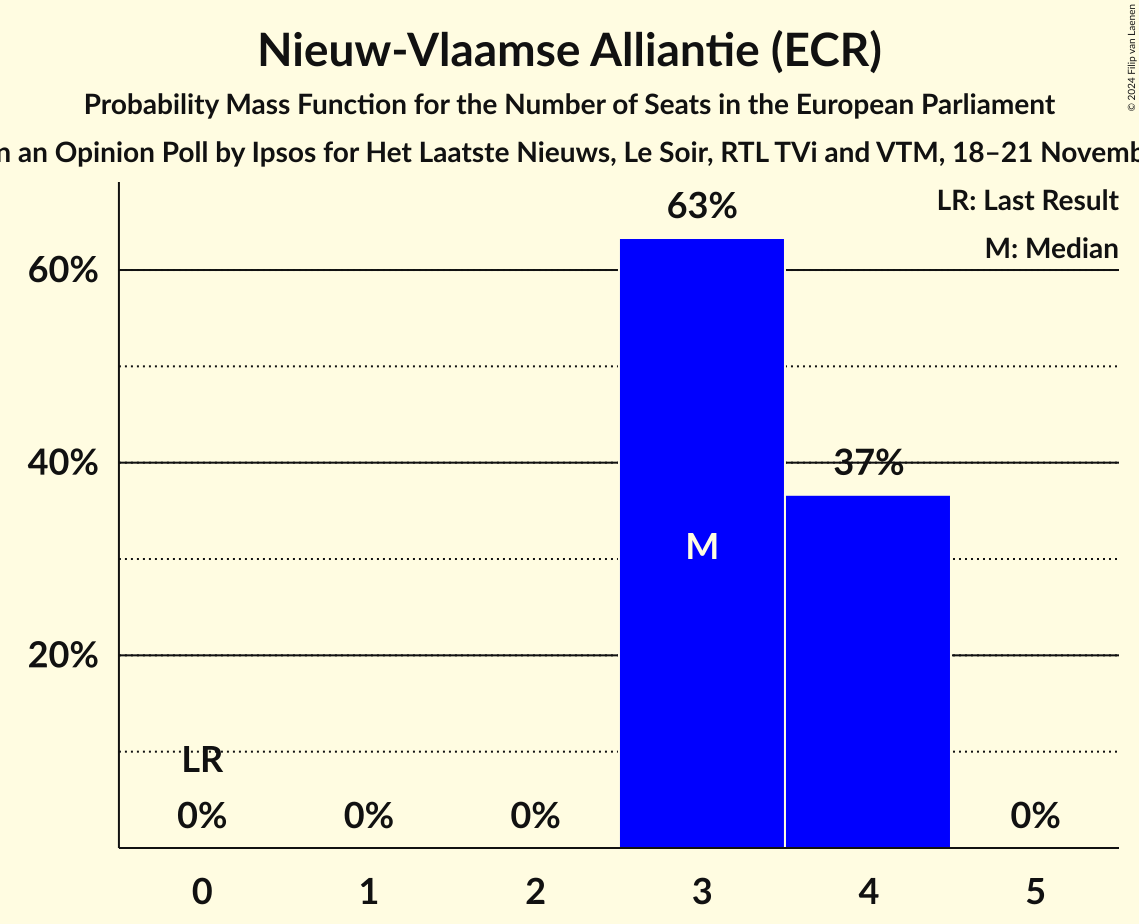 Nieuw-Vlaamse Alliantie (ECR)
Probability Mass Function for the Number of Seats in the European Parliament
an Opinion Poll by Ipsos for Het Laatste Nieuws, Le Soir, RTL TVi and VTM, 18–21
© 2024 Filip van Laenen
LR: Last Result
M: Median
63%
60%
40%
37%
M
20%
LR
0% 0% 0% 0%
0 1 2 3 4 5